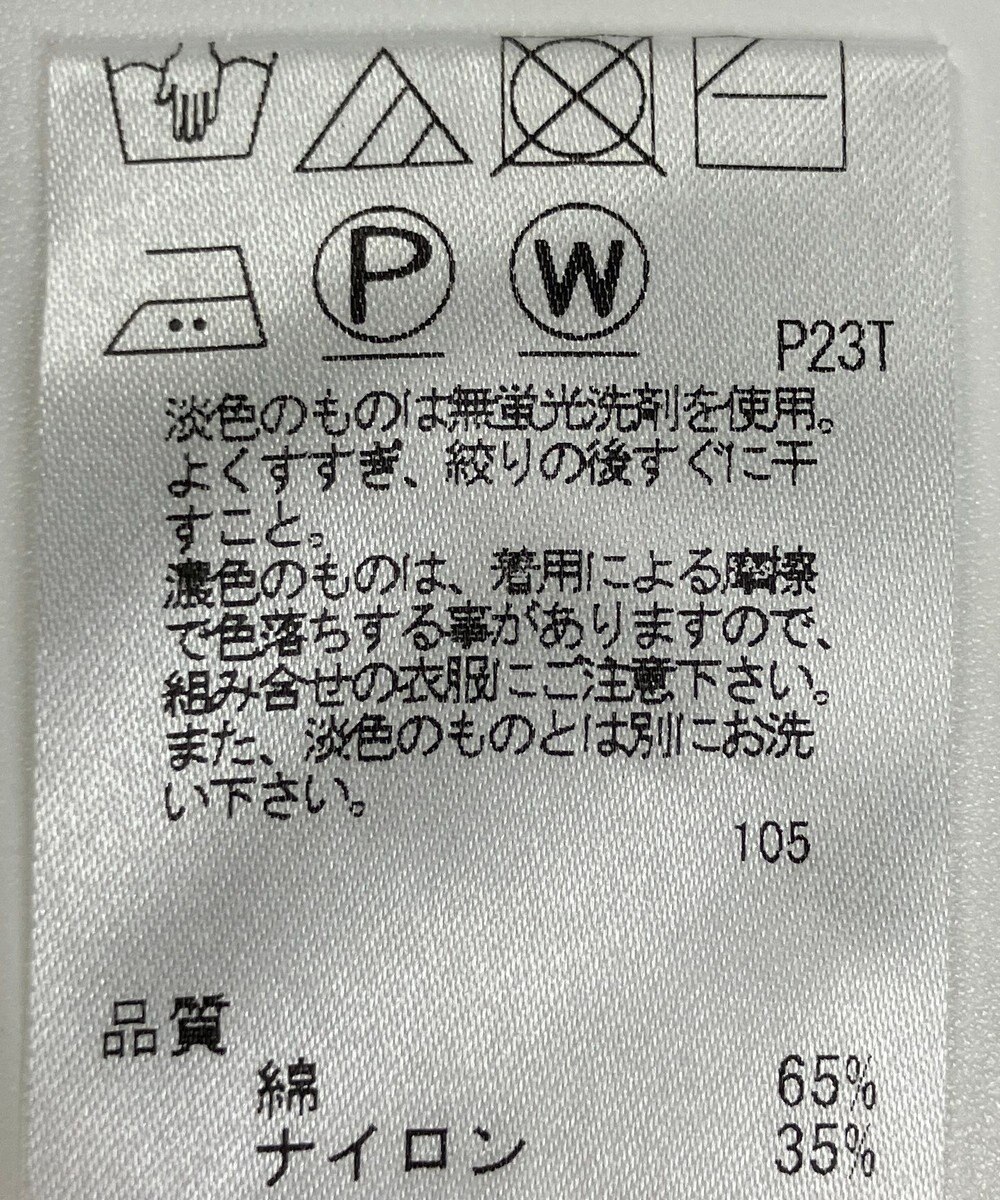 P
W
P23T
淡色のものは無蛍光洗剤を使用。
よくすすぎ、絞りの後すぐに干
すこと。
濃色のものは、着用による摩擦
で色落ちする事がありますので、
組み合せの衣服にご注意下さい。
また、淡色のものとは別にお洗
い下さい。
105
品質
綿 65%
ナイロン 35%